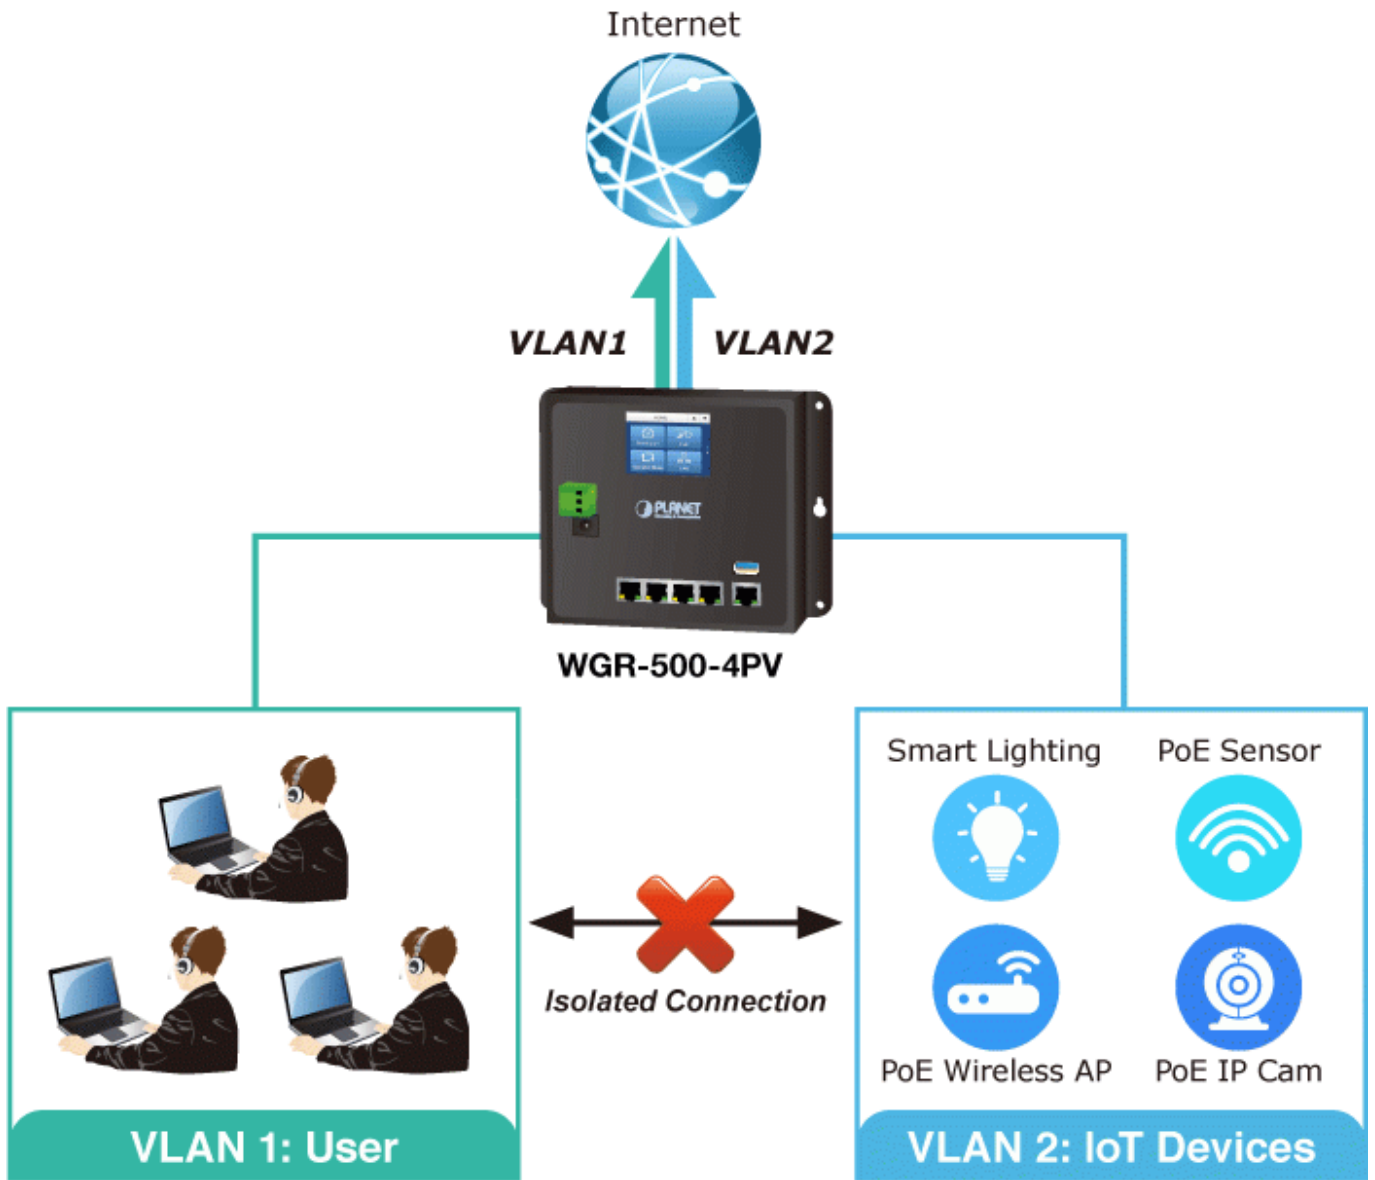 Internet
VLAN1
VLAN2
PLANET
WGR-500-4PV
Smart Lighting
PoE Sensor
Isolated Connection
PoE Wireless AP
PoE IP Cam
VLAN 1: User
VLAN 2: IoT Devices